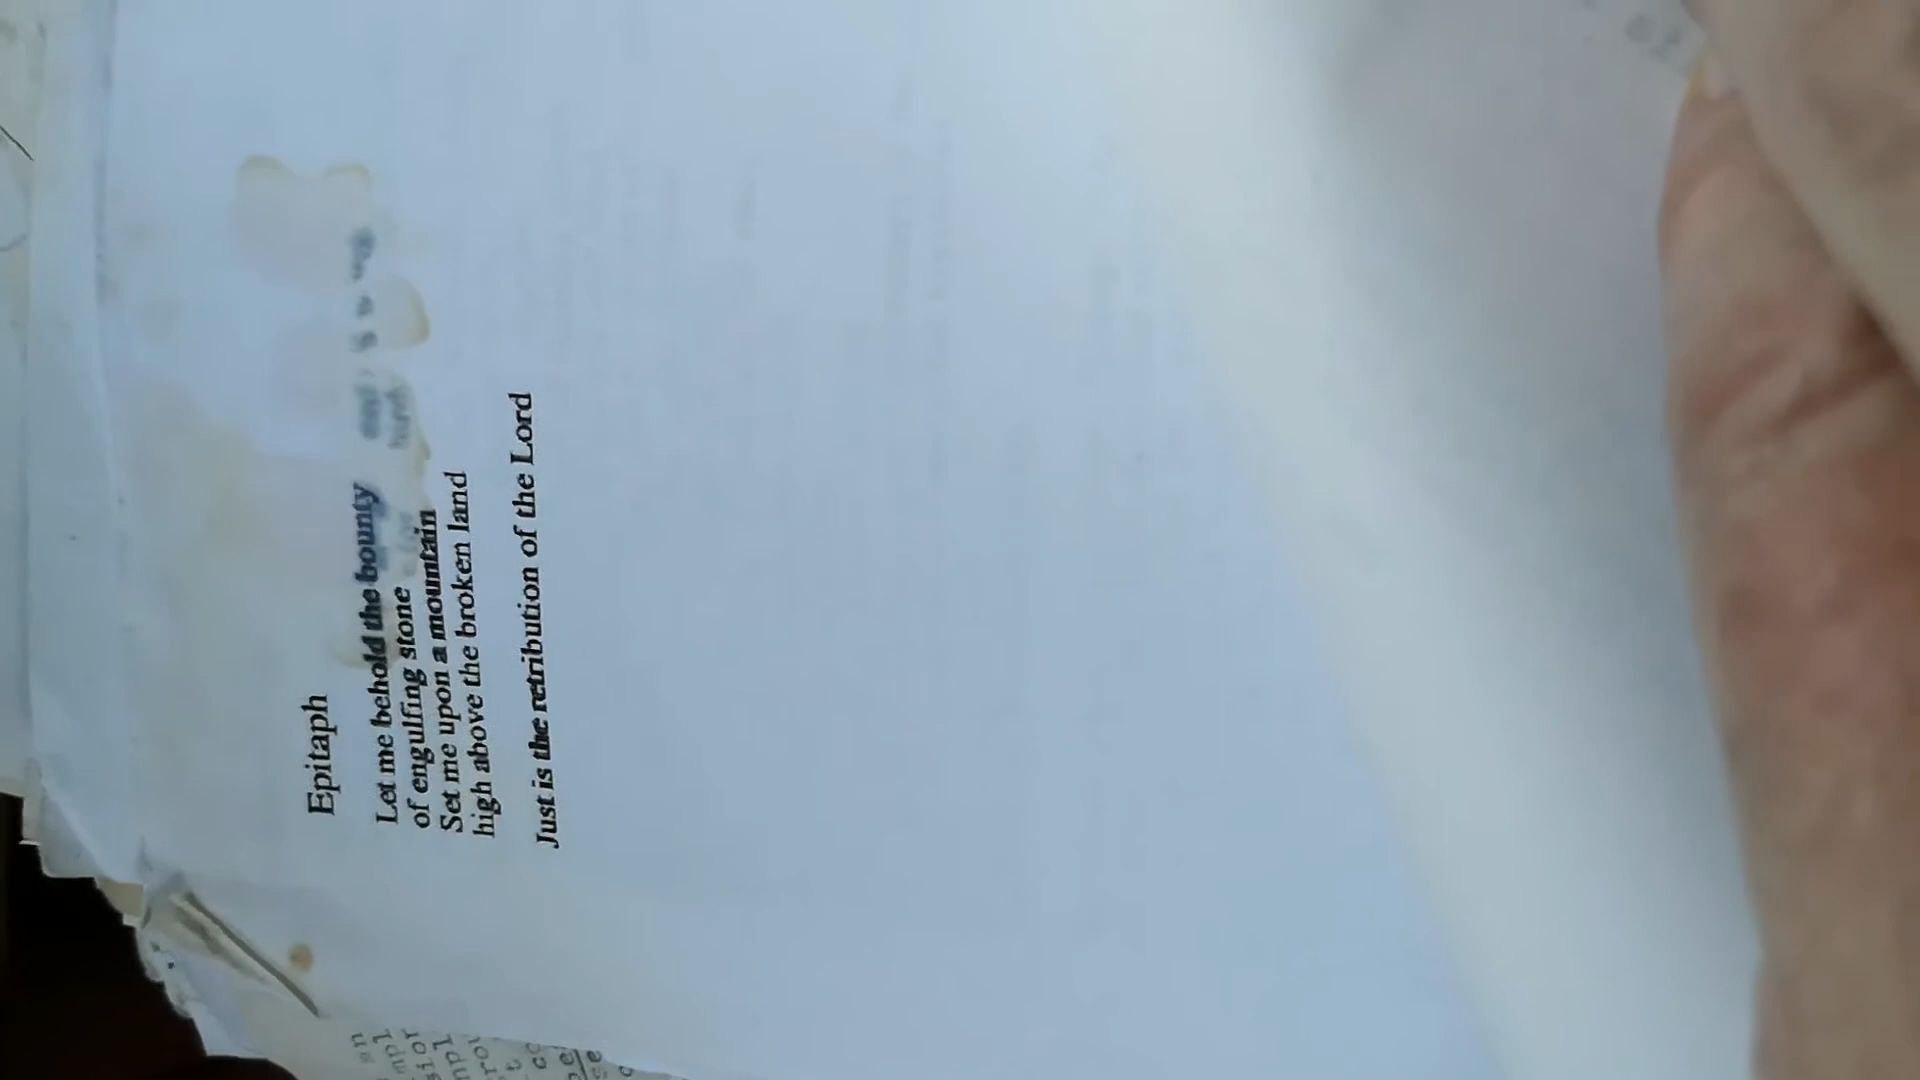 Epitaph
Let me behold the bounty
of engulfing stone
Set me upon a mountain
high above the broken land
Just is the retribution of the Lord